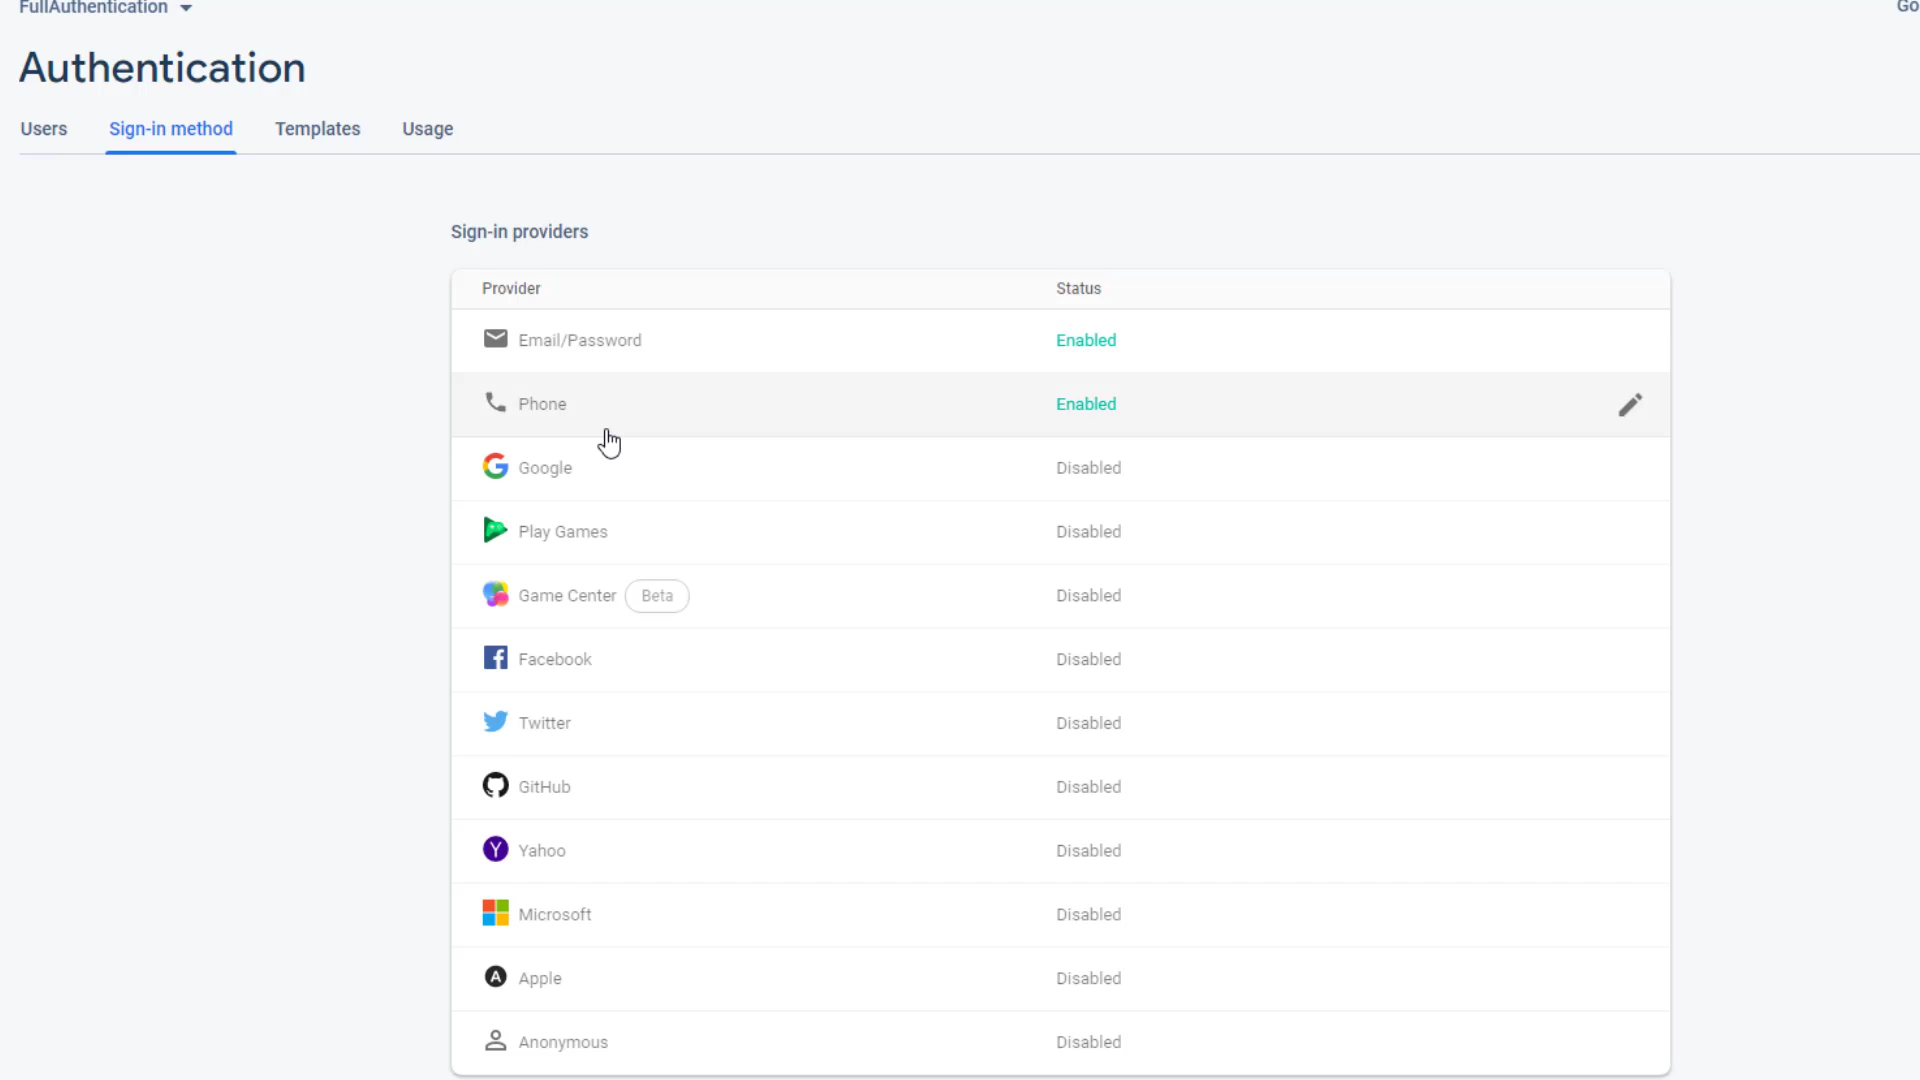 FullAuthentication
Go
Authentication
Users Sign-in method Templates Usage
Sign-in providers
Provider Status
Email/Password Enabled
Phone Enabled
Google Disabled
Play Games Disabled
Game Center Beta Disabled
Facebook Disabled
Twitter Disabled
GitHub Disabled
Yahoo Disabled
Microsoft Disabled
Apple Disabled
Anonymous Disabled